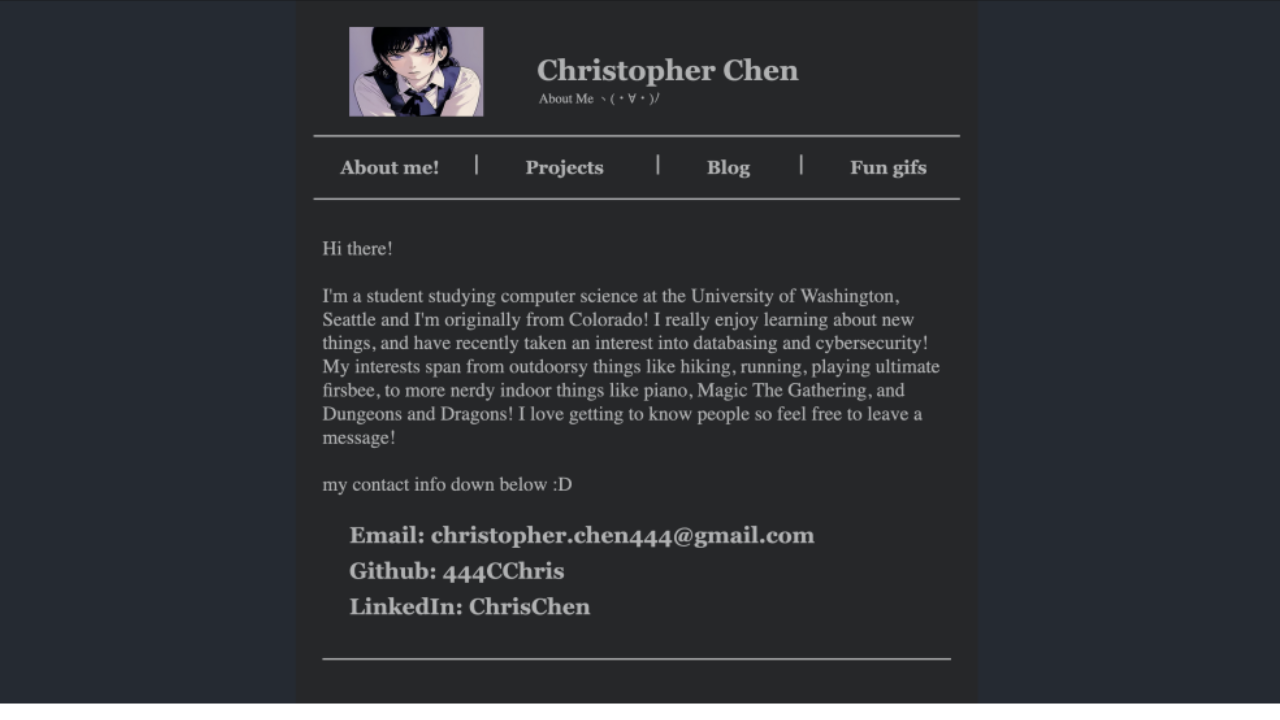 Christopher Chen
About Me ヽ(・∀・)ﾉ
About me! | Projects | Blog | Fun gifs
Hi there!
I'm a student studying computer science at the University of Washington,
Seattle and I'm originally from Colorado! I really enjoy learning about new
things, and have recently taken an interest into databasing and cybersecurity!
My interests span from outdoorsy things like hiking, running, playing ultimate
firsbee, to more nerdy indoor things like piano, Magic The Gathering, and
Dungeons and Dragons! I love getting to know people so feel free to leave a
message!
my contact info down below :D
Email: christopher.chen444@gmail.com
Github: 444CChris
LinkedIn: ChrisChen